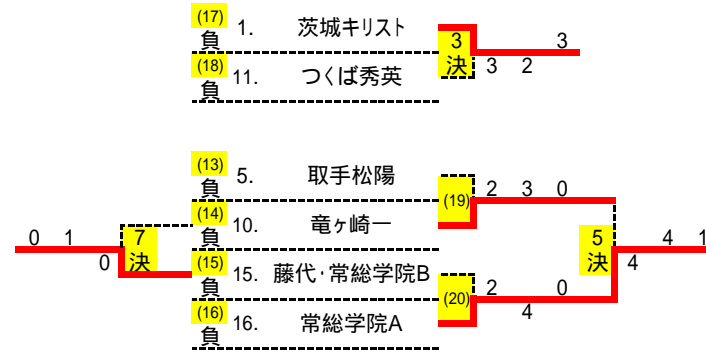 (17)負 1. 茨城キリスト 3決 3
(18)負 11. つくば秀英 3 2
(13)負 5. 取手松陽 (19) 2 3 0
(14)負 10. 竜ヶ崎一
0 1 0 7決 5決 4 1 4
(15)負 15. 藤代・常総学院B (20) 2 0 4
(16)負 16. 常総学院A